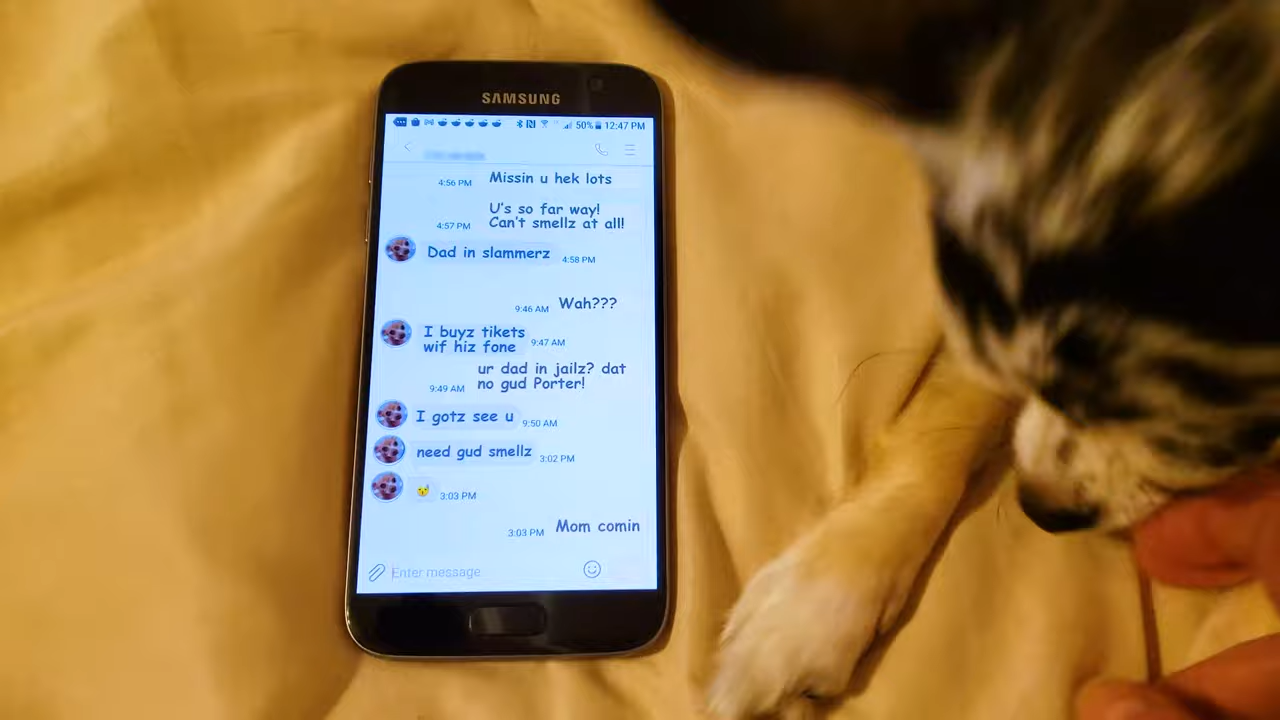 SAMSUNG
50% 12:47 PM
4:56 PM Missin u hek lots
U's so far way!
4:57 PM Can't smellz at all!
Dad in slammerz 4:58 PM
9:46 AM Wah???
I buyz tikets
wif hiz fone 9:47 AM
ur dad in jailz? dat
9:49 AM no gud Porter!
I gotz see u 9:50 AM
need gud smellz 3:02 PM
3:03 PM
3:03 PM Mom comin
Enter message